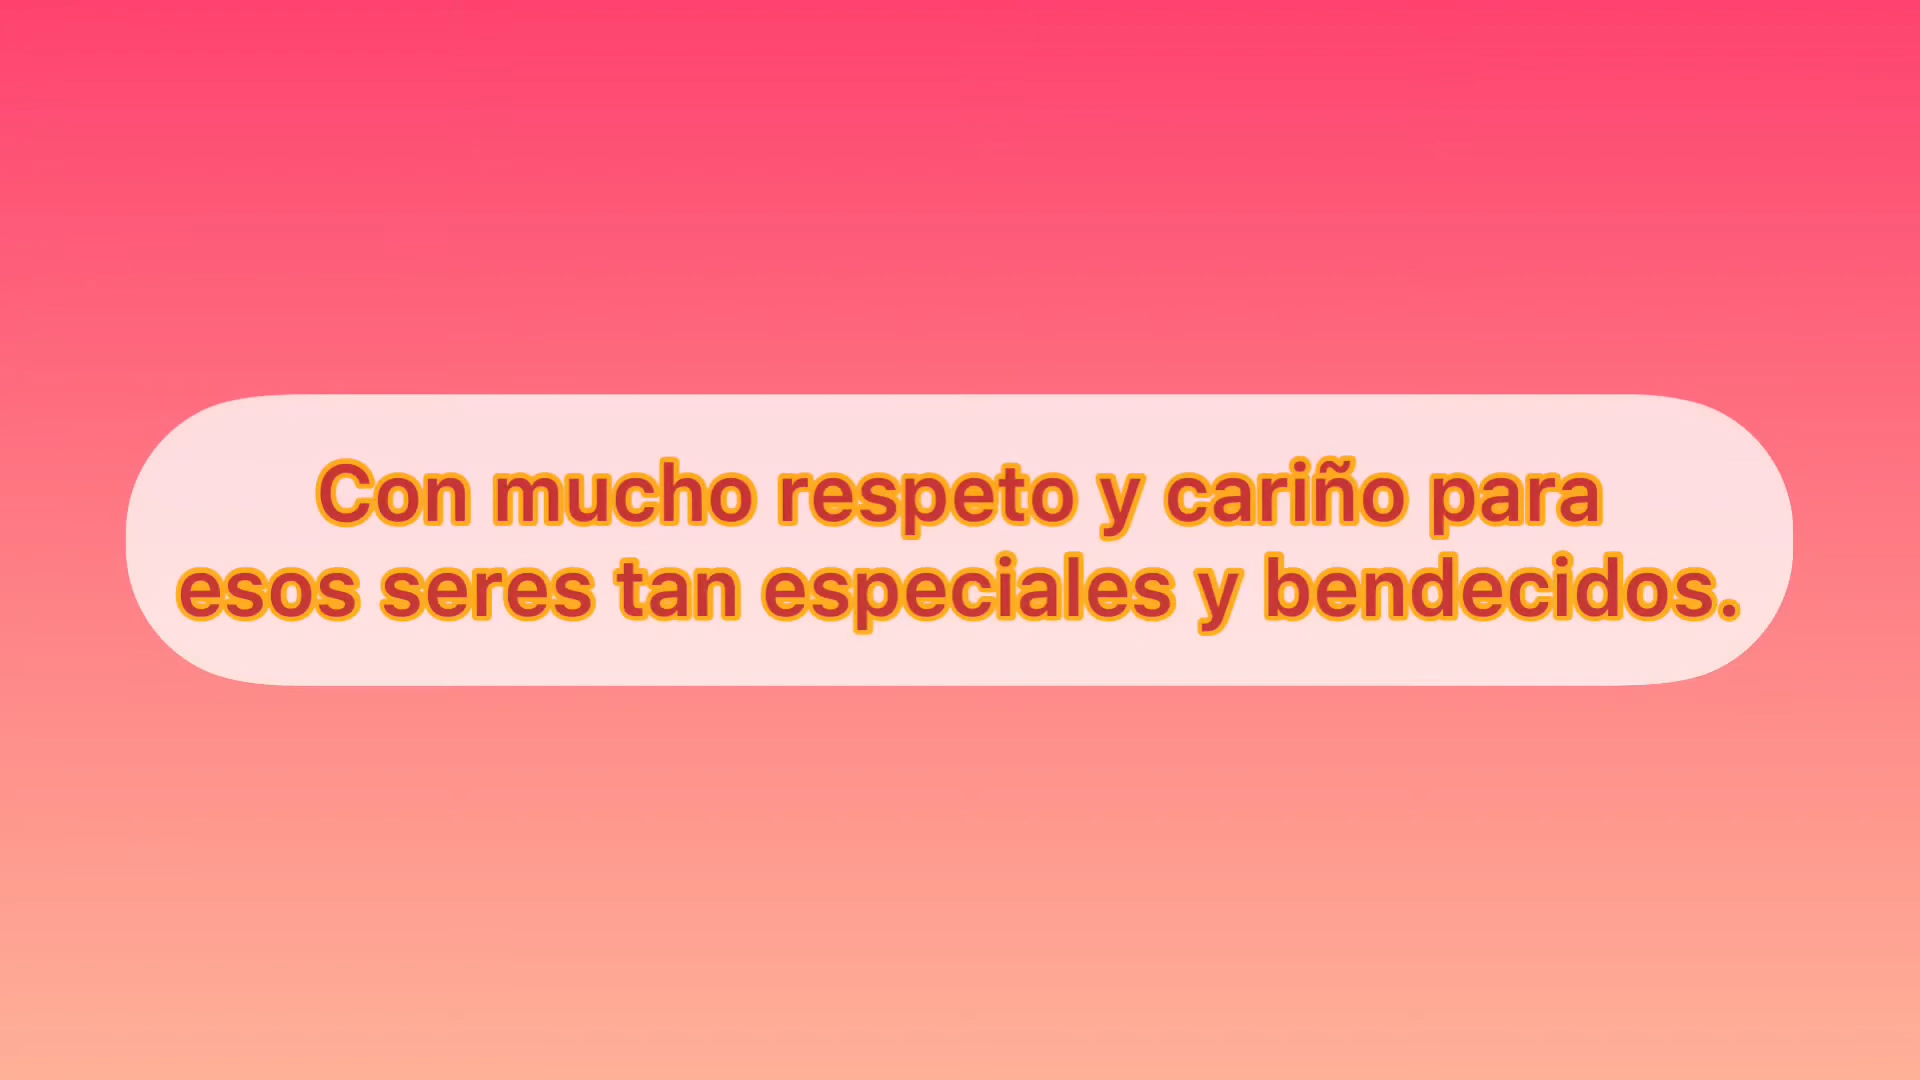 Con mucho respeto y cariño para
esos seres tan especiales y bendecidos.